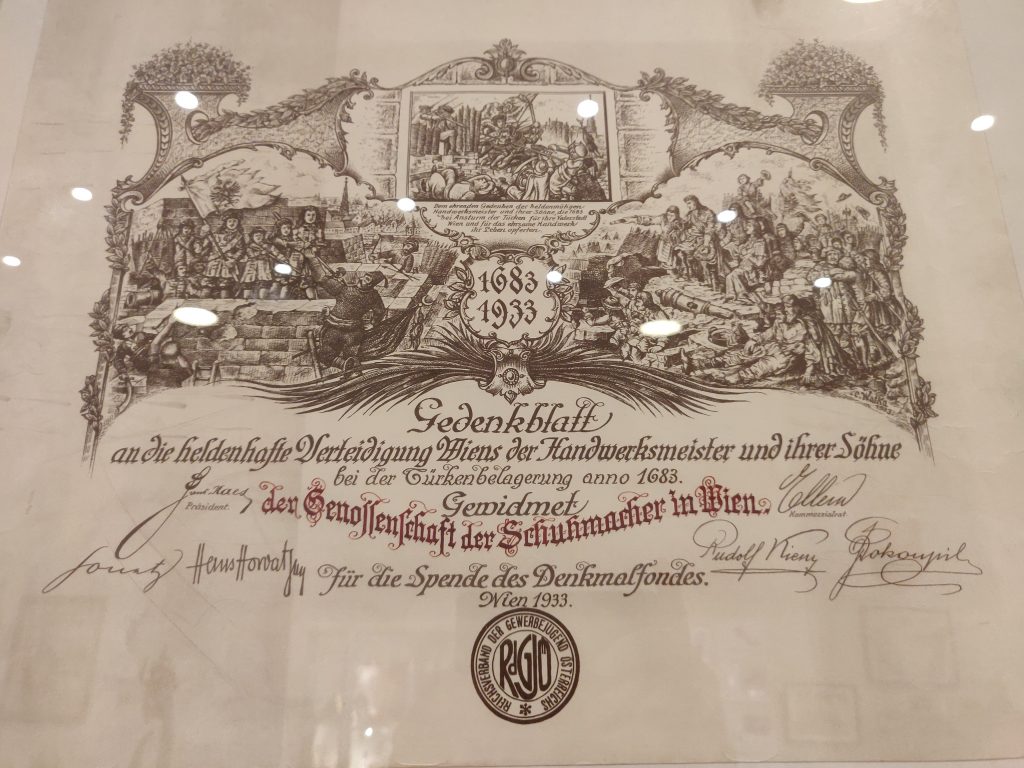 Dem ehrenden Gedenken der heldenmütigen
Handwerksmeister und ihrer Söhne, die 1683
bei Ansturm der Türken für ihre Vaterstadt
Wien und für das ehrsame Handwerk
ihr Leben opferten.
1683
1933
Gedenkblatt
an die heldenhafte Verteidigung Wiens der Handwerksmeister und ihrer Söhne
bei der Türkenbelagerung anno 1683.
Präsident.
Gewidmet
Kommerzialrat.
der Genossenschaft der Schuhmacher in Wien.
Hans Horvath jun
Rudolf Kienz
für die Spende des Denkmalfondes.
Wien 1933.
REICHSVERBAND DER GEWERBEJUGEND ÖSTERREICHS
RdGJÖ